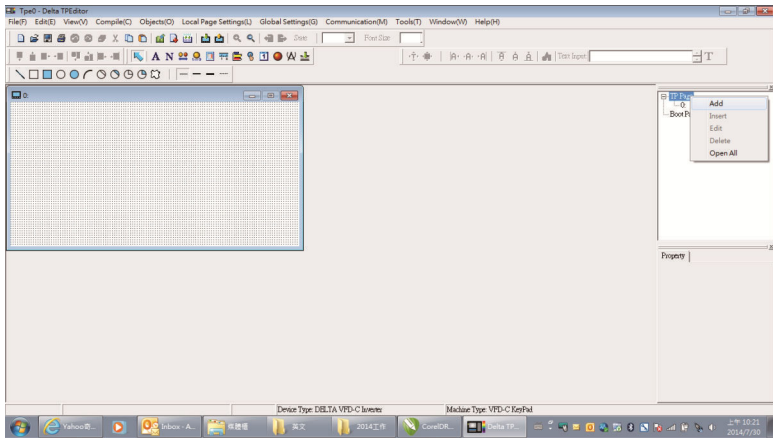 Tpe0 - Delta TPEditor
File(F) Edit(E) View(V) Compile(C) Objects(O) Local Page Settings(L) Global Settings(G) Communication(M) Tools(T) Window(W) Help(H)
Size Font Size
A N Text Input T
0:
TP Page
0:
Boot P
Add
Insert
Edit
Delete
Open All
Property
Device Type: DELTA VFD-C Inverter Machine Type: VFD-C KeyPad
Yahoo奇... Inbox - A... 英文 2014工作 CorelDR... Delta TP... 上午 10:21
2014/7/30